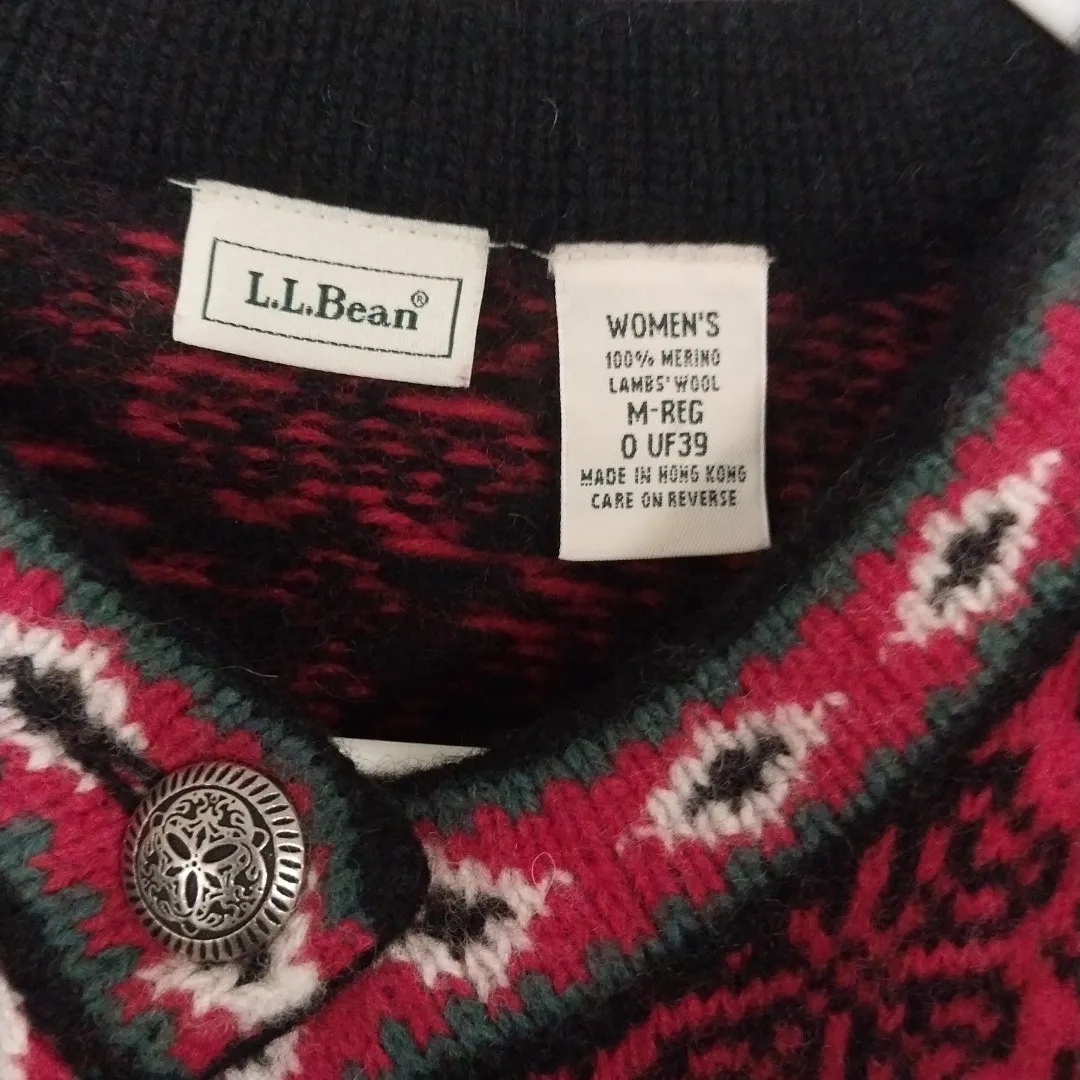 L.L.Bean®
WOMEN'S
100% MERINO
LAMBS' WOOL
M-REG
0 UF39
MADE IN HONG KONG
CARE ON REVERSE